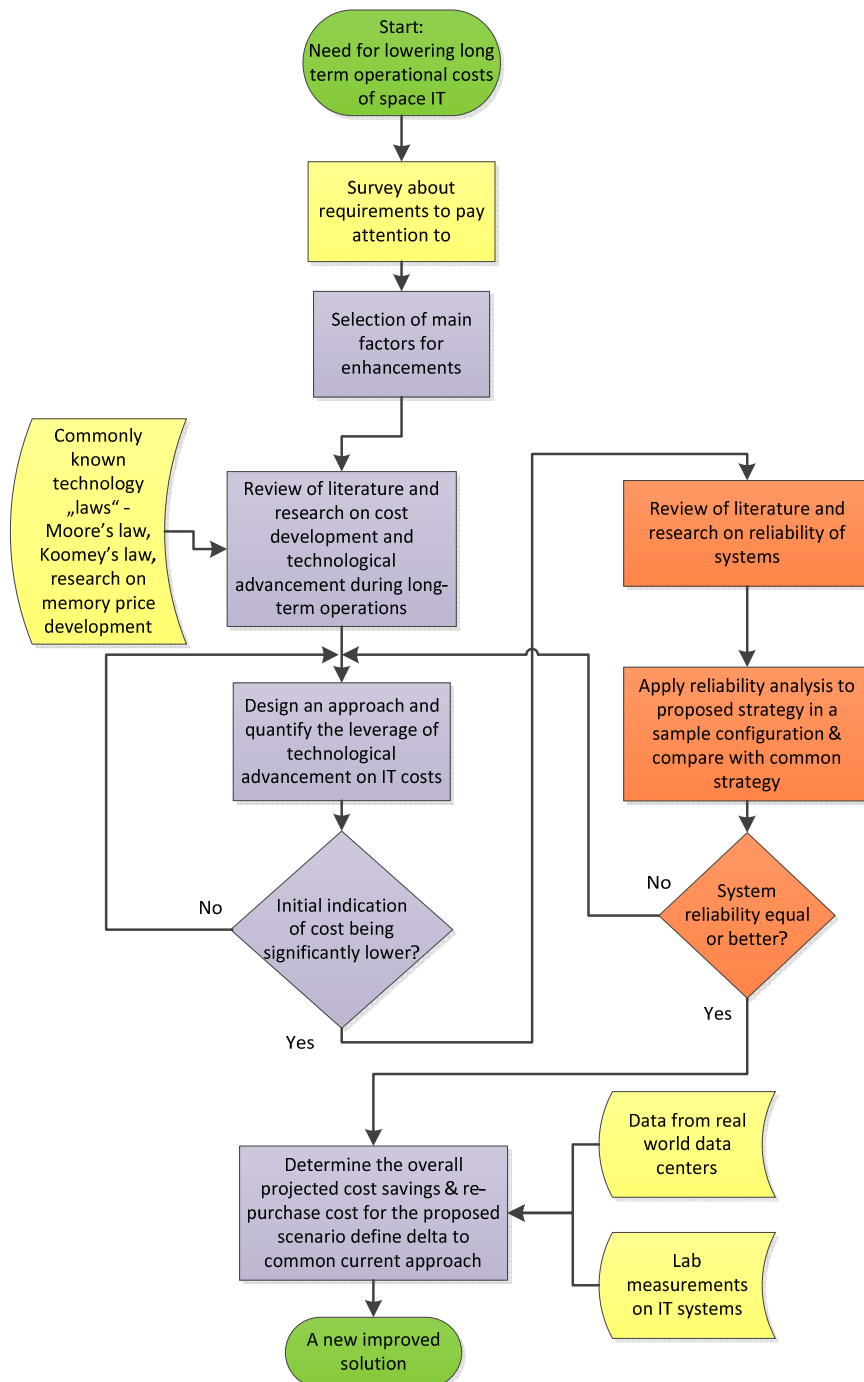 Start:
Need for lowering long
term operational costs
of space IT
Survey about
requirements to pay
attention to
Selection of main
factors for
enhancements
Commonly
known
technology
„laws“ -
Moore's law,
Koomey's law,
research on
memory price
development
Review of literature and
research on cost
development and
technological
advancement during long-
term operations
Review of literature and
research on reliability of
systems
Design an approach and
quantify the leverage of
technological
advancement on IT costs
Apply reliability analysis to
proposed strategy in a
sample configuration &
compare with common
strategy
No
Initial indication
of cost being
significantly lower?
Yes
No
System
reliability equal
or better?
Yes
Determine the overall
projected cost savings & re-
purchase cost for the proposed
scenario define delta to
common current approach
Data from real
world data
centers
Lab
measurements
on IT systems
A new improved
solution